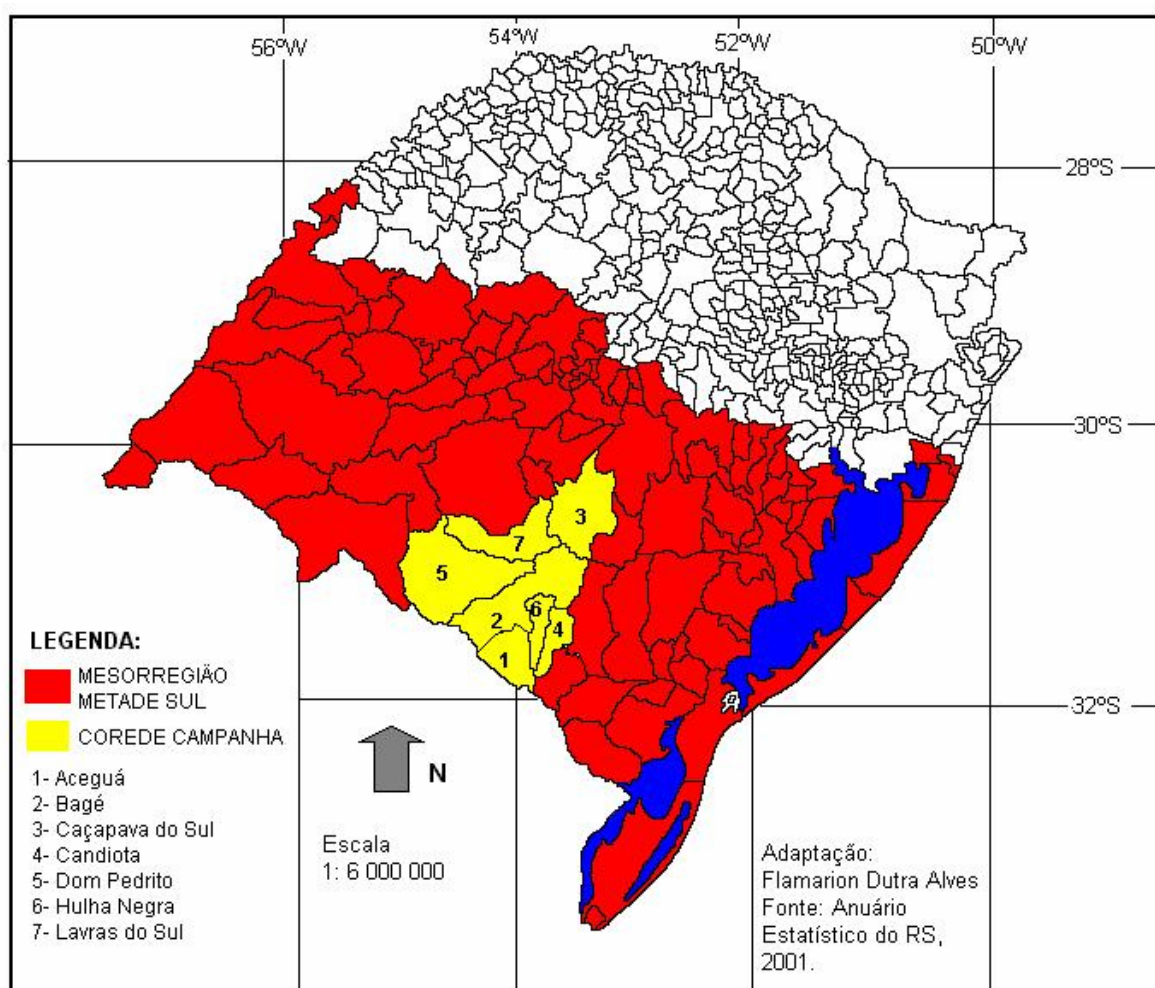 56ºW
54ºW
52ºW
50ºW
28ºS
30ºS
32ºS
3
7
5
6
2
4
1
LEGENDA:
MESORREGIÃO
METADE SUL
COREDE CAMPANHA
1- Aceguá
2- Bagé
3- Caçapava do Sul
4- Candiota
5- Dom Pedrito
6- Hulha Negra
7- Lavras do Sul
N
Escala
1: 6 000 000
Adaptação:
Flamarion Dutra Alves
Fonte: Anuário
Estatístico do RS,
2001.